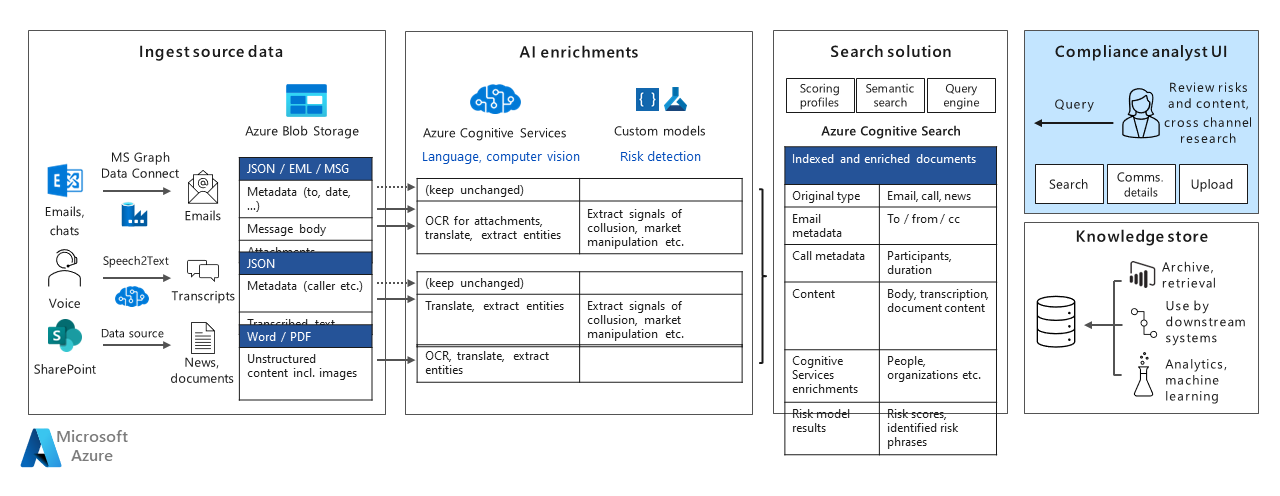 Ingest source data
Azure Blob Storage
MS Graph
Data Connect
Emails,
chats
Emails
Speech2Text
Voice
Transcripts
Data source
SharePoint
News,
documents
JSON / EML / MSG
Metadata (to, date,
...)
Message body
Attachments
JSON
Metadata (caller etc.)
Transcribed text
Word / PDF
Unstructured
content incl. images
AI enrichments
Azure Cognitive Services
Language, computer vision
Custom models
Risk detection
(keep unchanged)
OCR for attachments,
translate, extract entities
Extract signals of
collusion, market
manipulation etc.
(keep unchanged)
Translate, extract entities
Extract signals of
collusion, market
manipulation etc.
OCR, translate, extract
entities
Search solution
Scoring
profiles
Semantic
search
Query
engine
Azure Cognitive Search
Indexed and enriched documents
Original type
Email, call, news
Email
metadata
To / from / cc
Call metadata
Participants,
duration
Content
Body, transcription,
document content
Cognitive
Services
enrichments
People,
organizations etc.
Risk model
results
Risk scores,
identified risk
phrases
Compliance analyst UI
Query
Review risks
and content,
cross channel
research
Search
Comms.
details
Upload
Knowledge store
Archive,
retrieval
Use by
downstream
systems
Analytics,
machine
learning
Microsoft
Azure